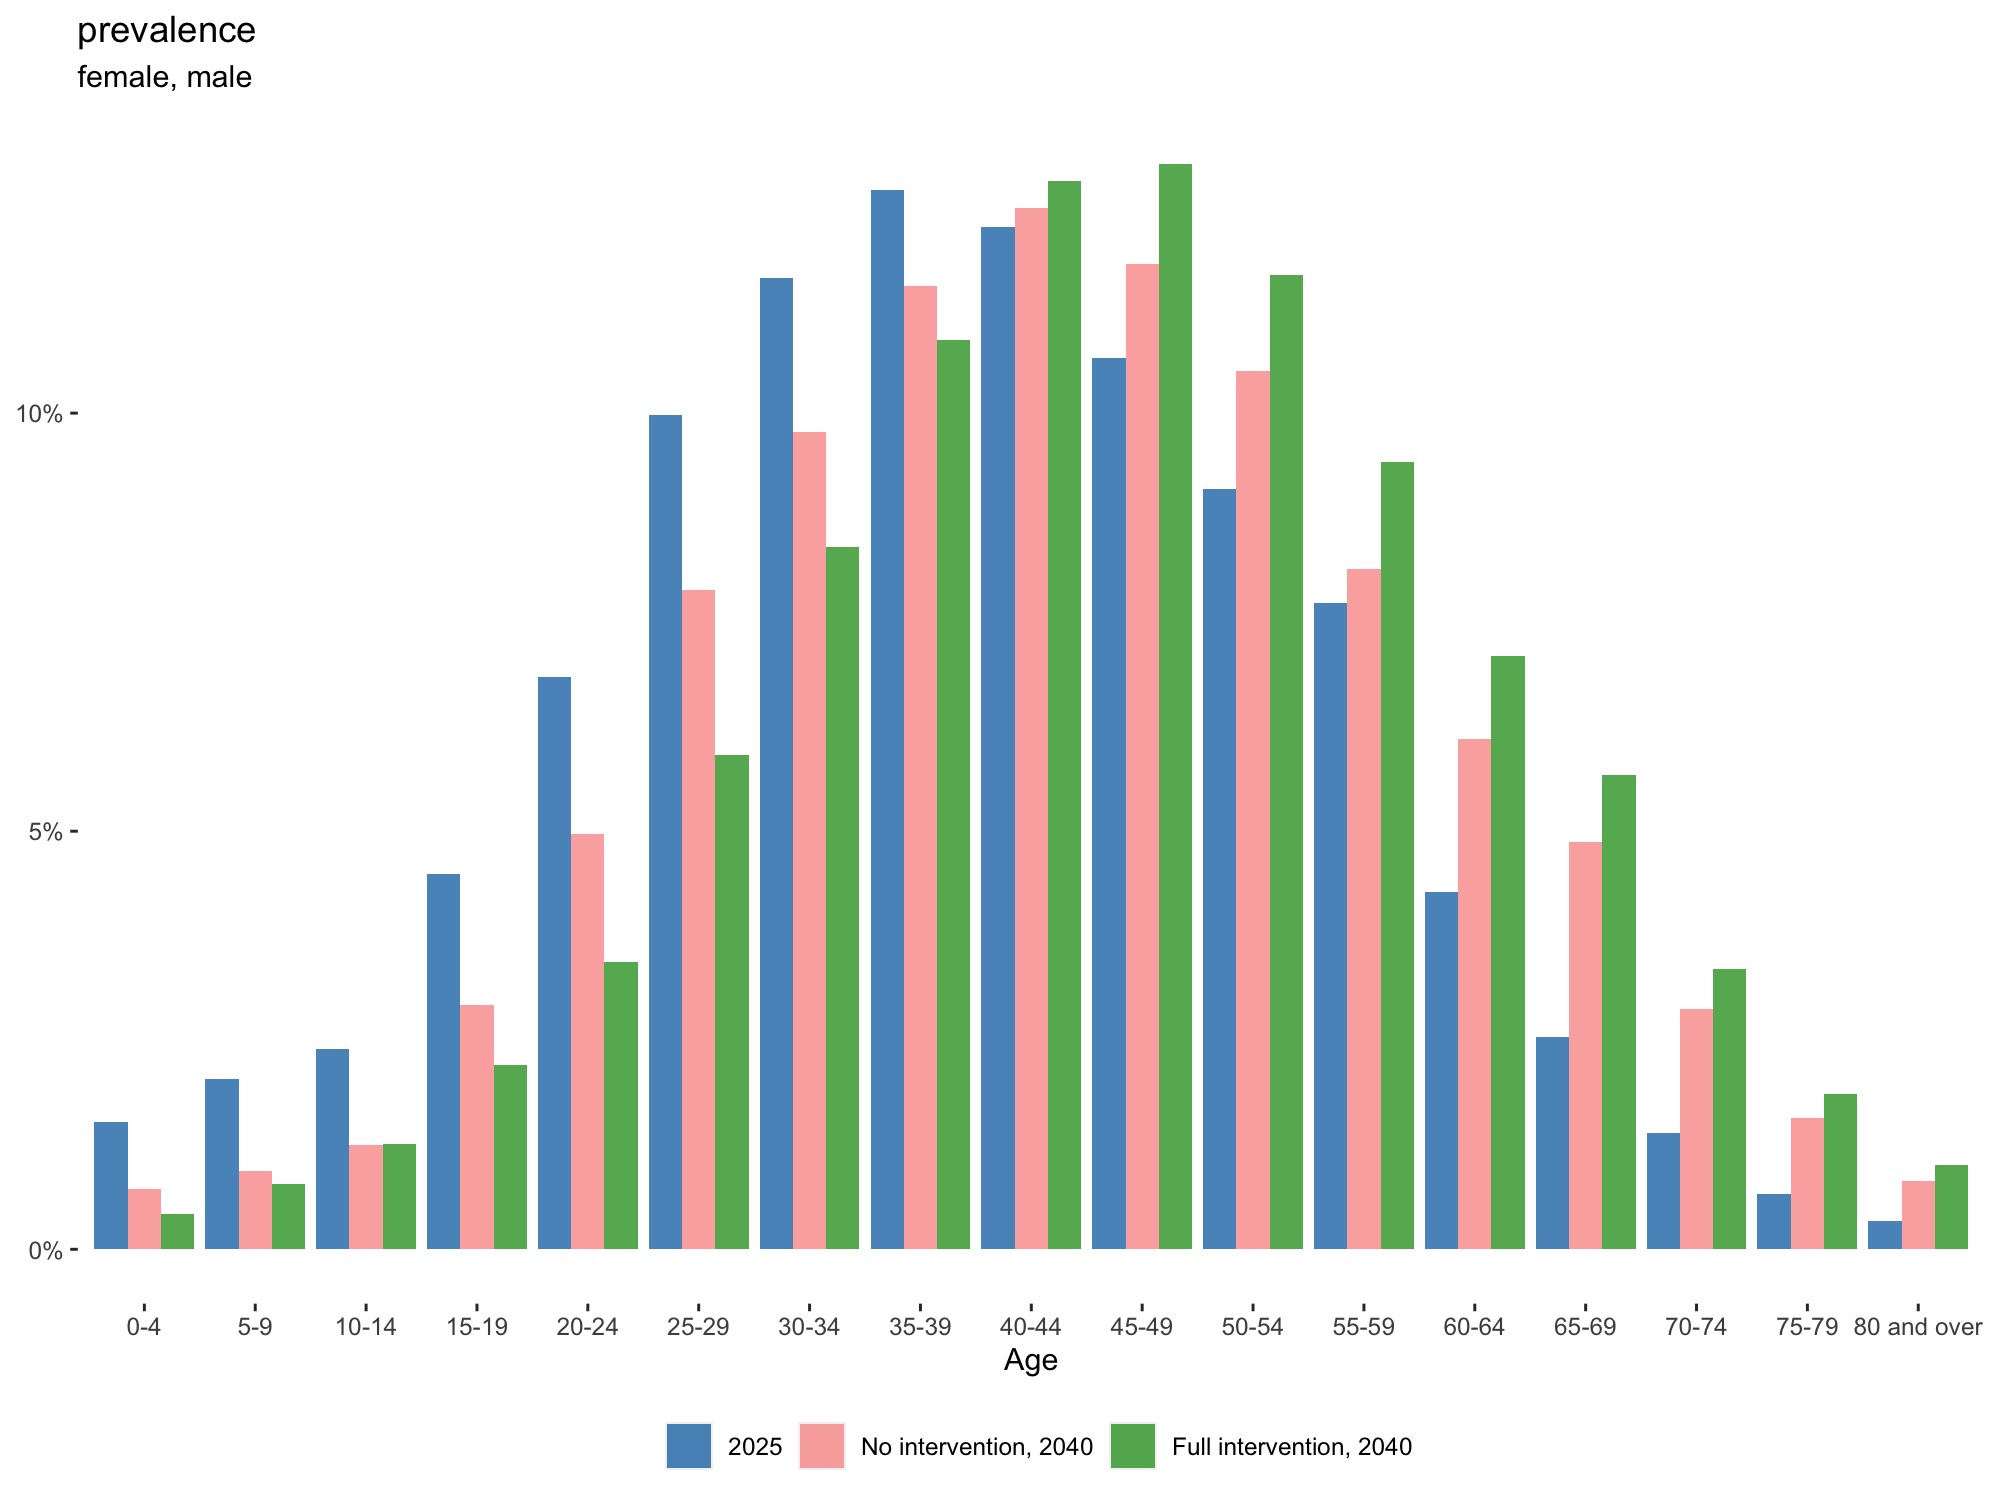 prevalence
female, male
10%
5%
0%
0-4 5-9 10-14 15-19 20-24 25-29 30-34 35-39 40-44 45-49 50-54 55-59 60-64 65-69 70-74 75-79 80 and over
Age
2025 No intervention, 2040 Full intervention, 2040